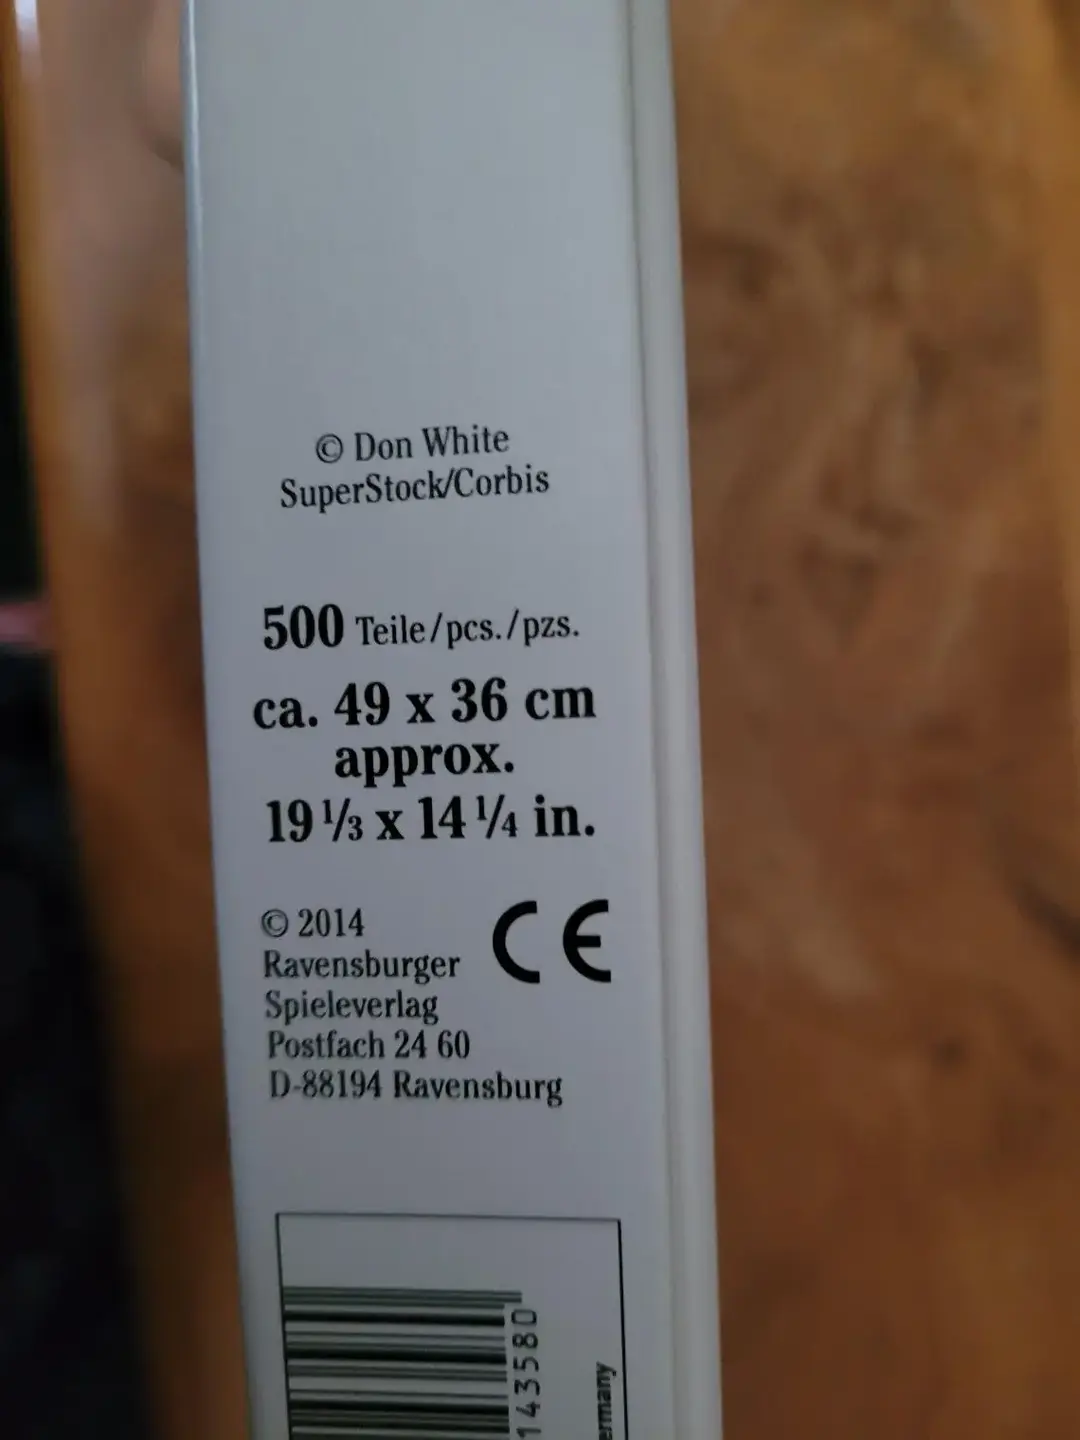 © Don White
SuperStock/Corbis
500 Teile/pcs./pzs.
ca. 49 x 36 cm
approx.
19 1/3 x 14 1/4 in.
© 2014
Ravensburger
Spieleverlag
Postfach 24 60
D-88194 Ravensburg
CE
143580
ermany